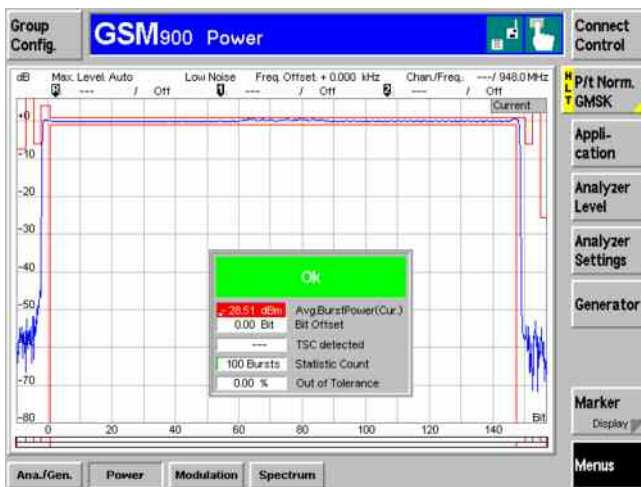 Group Config.
GSM900 Power
Connect Control
dB Max. Level: Auto Low Noise Freq. Offset: + 0.000 kHz Chan./Freq.: ---/ 948.0 MHz
--- / Off 1 --- / Off 2 --- / Off
Current
HLT P/t Norm. GMSK
Appli-cation
Analyzer Level
Analyzer Settings
Generator
Marker
Display
Menus
+0
-10
-20
-30
-40
-50
-70
-80
Ok
- 28.51 dBm Avg.BurstPower(Cur.)
0.00 Bit Bit Offset
--- TSC detected
100 Bursts Statistic Count
0.00 % Out of Tolerance
0 20 40 60 80 100 120 140 Bit
Ana./Gen. Power Modulation Spectrum